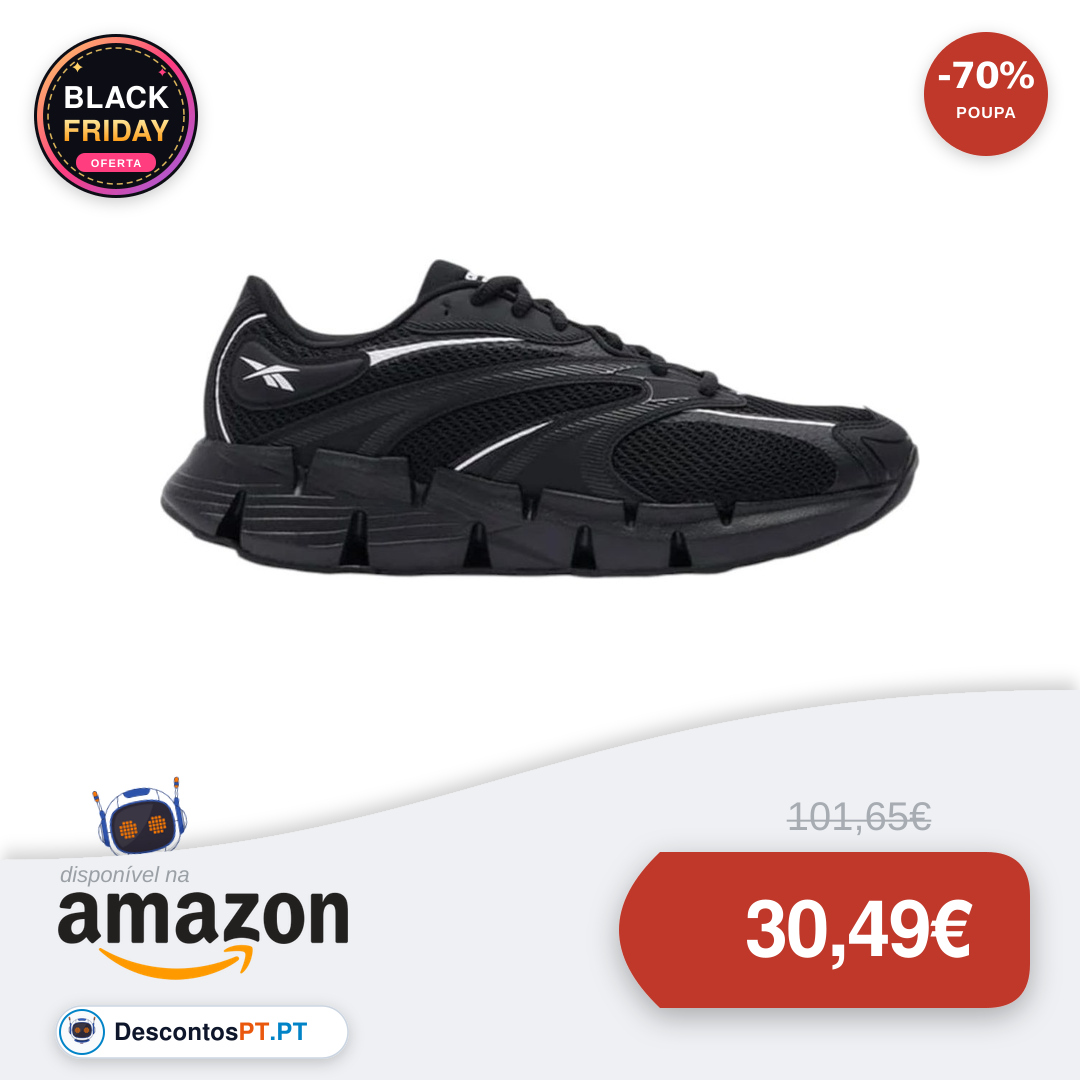 BLACK
FRIDAY
OFERTA
-70%
POUPA
101,65€
disponível na
amazon
30,49€
DescontosPT.PT